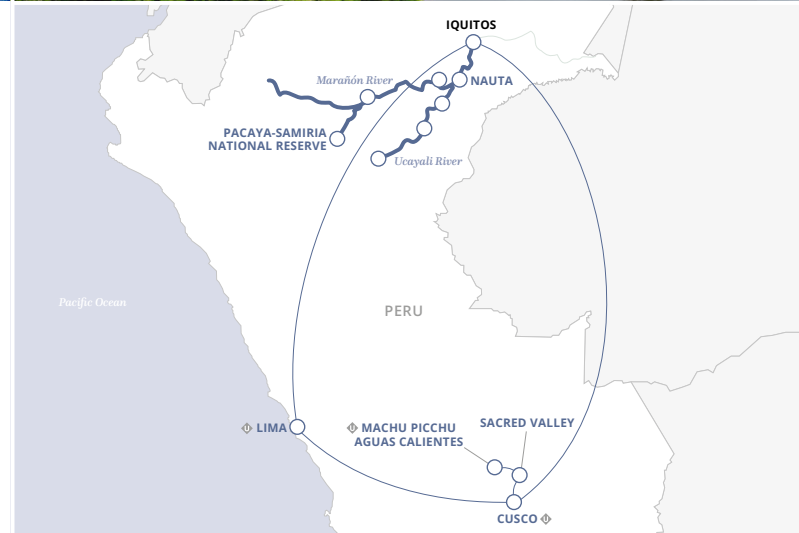 IQUITOS
Marañón River
NAUTA
PACAYA-SAMIRIA
NATIONAL RESERVE
Ucayali River
Pacific Ocean
PERU
SACRED VALLEY
U LIMA
U MACHU PICCHU
AGUAS CALIENTES
CUSCO U